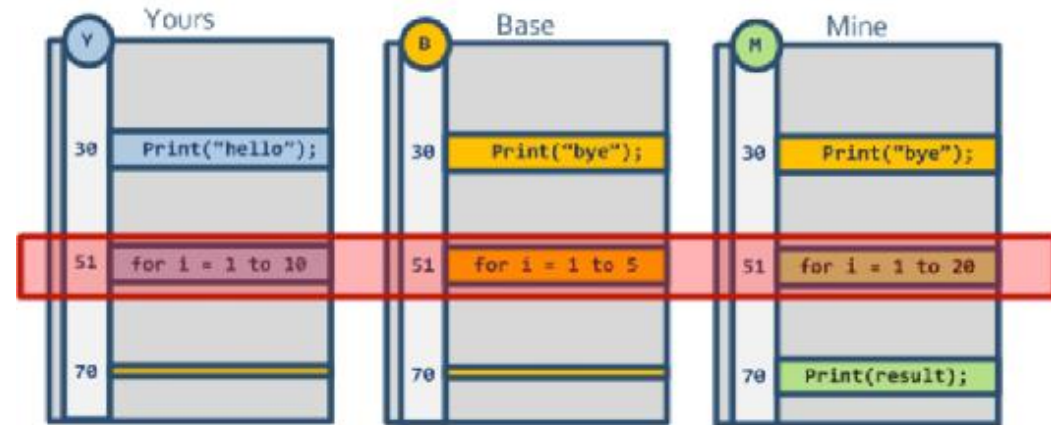 Yours
Base
Mine
Y
B
M
30 Print("hello");
30 Print("bye");
30 Print("bye");
51 for i = 1 to 10
51 for i = 1 to 5
51 for i = 1 to 20
70
70
70 Print(result);